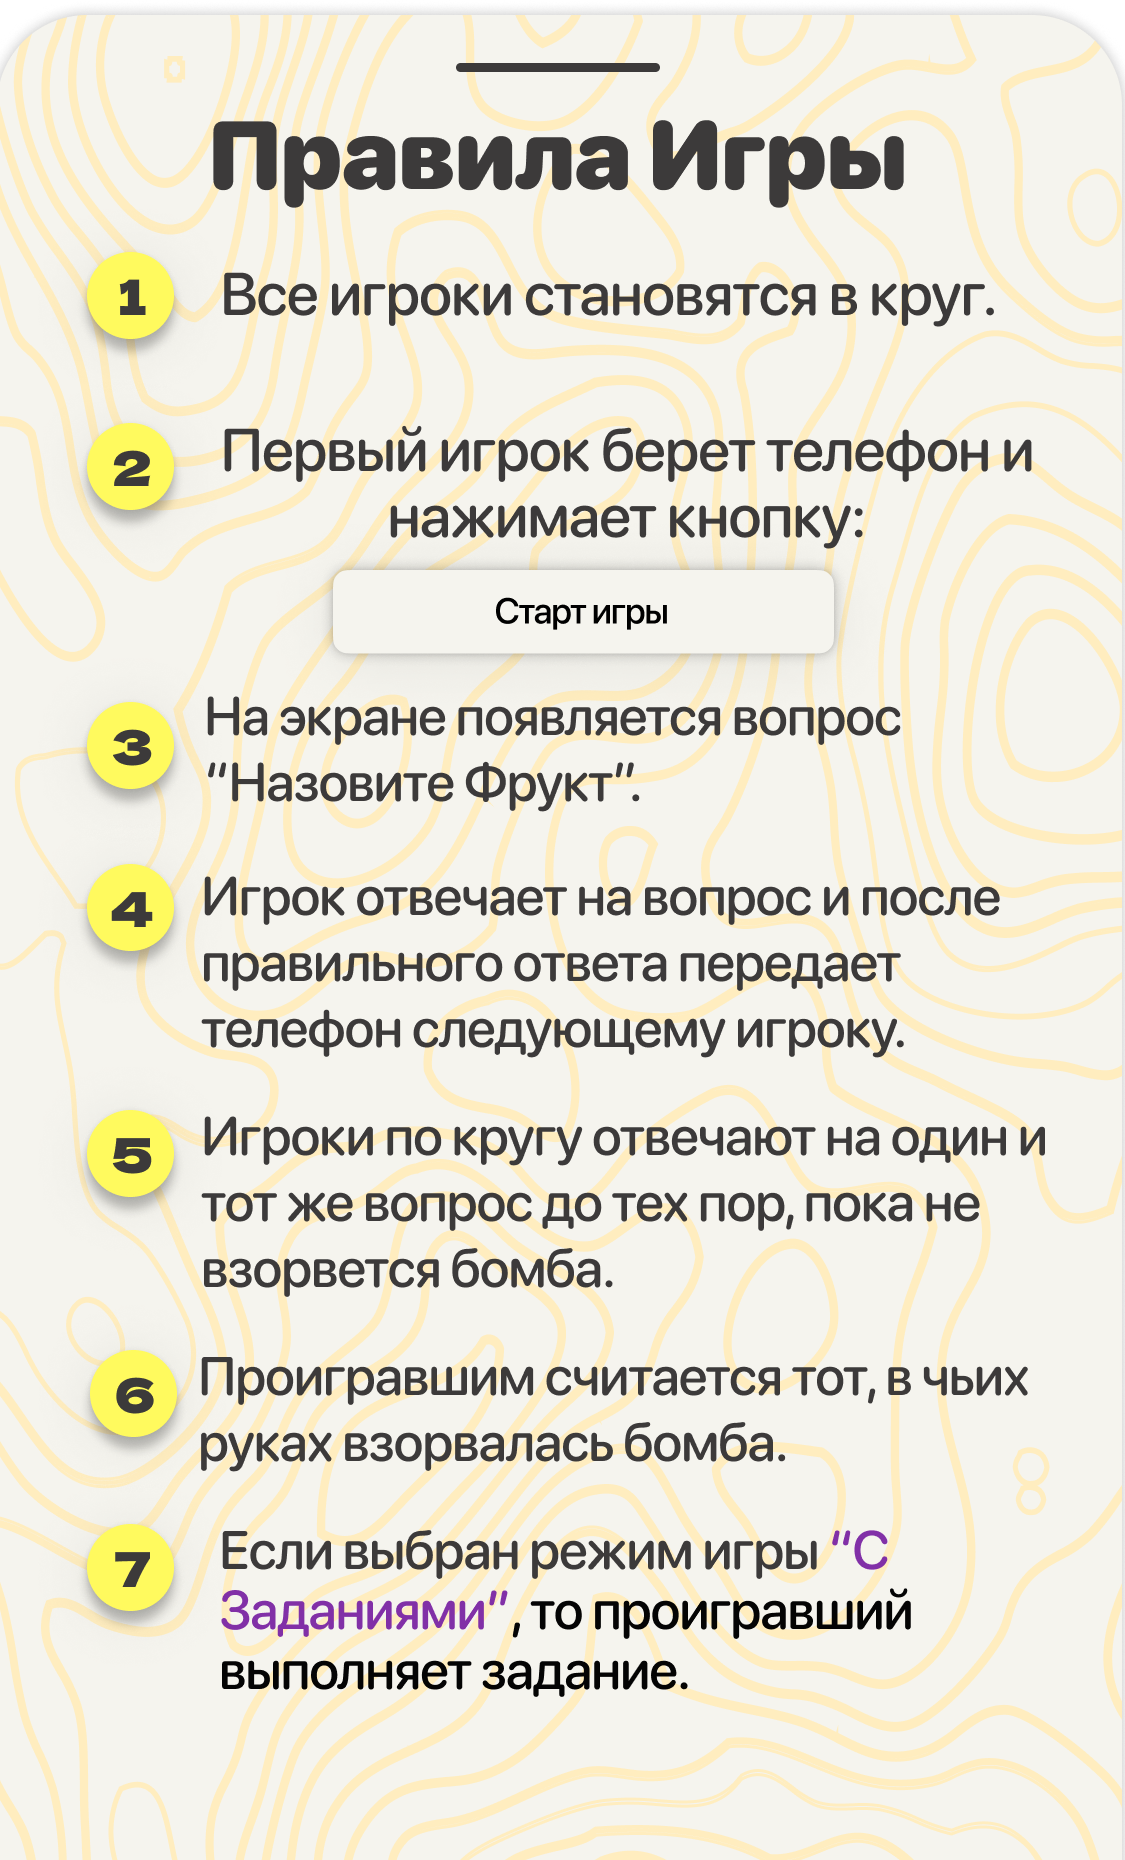 Правила Игры
1 Все игроки становятся в круг.
2 Первый игрок берет телефон и
нажимает кнопку:
Старт игры
3 На экране появляется вопрос
"Назовите Фрукт".
4 Игрок отвечает на вопрос и после
правильного ответа передает
телефон следующему игроку.
5 Игроки по кругу отвечают на один и
тот же вопрос до тех пор, пока не
взорвется бомба.
6 Проигравшим считается тот, в чьих
руках взорвалась бомба.
7 Если выбран режим игры "С
Заданиями", то проигравший
выполняет задание.